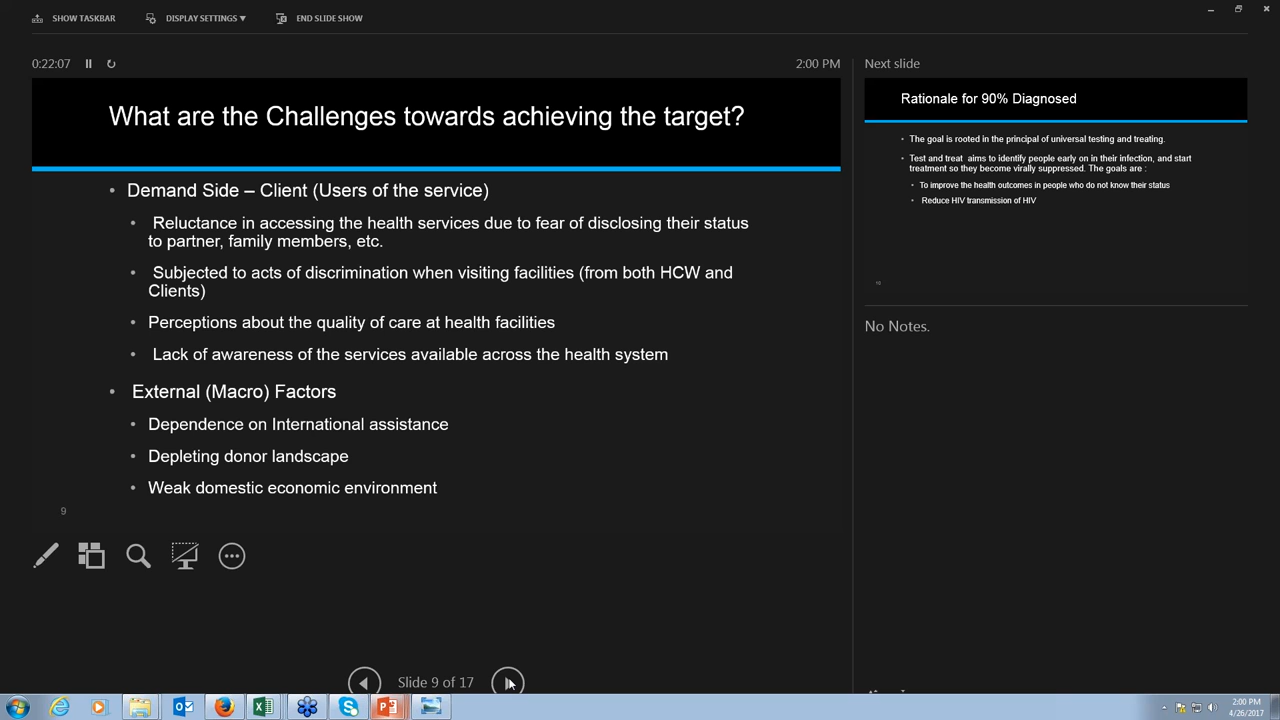 SHOW TASKBAR
DISPLAY SETTINGS ▼
END SLIDE SHOW
0:22:07
2:00 PM
What are the Challenges towards achieving the target?
• Demand Side – Client (Users of the service)
• Reluctance in accessing the health services due to fear of disclosing their status
to partner, family members, etc.
• Subjected to acts of discrimination when visiting facilities (from both HCW and
Clients)
• Perceptions about the quality of care at health facilities
• Lack of awareness of the services available across the health system
• External (Macro) Factors
• Dependence on International assistance
• Depleting donor landscape
• Weak domestic economic environment
9
Slide 9 of 17
Next slide
Rationale for 90% Diagnosed
• The goal is rooted in the principal of universal testing and treating.
• Test and treat aims to identify people early on in their infection, and start
treatment so they become virally suppressed. The goals are :
• To improve the health outcomes in people who do not know their status
• Reduce HIV transmission of HIV
No Notes.
2:00 PM
4/26/2017